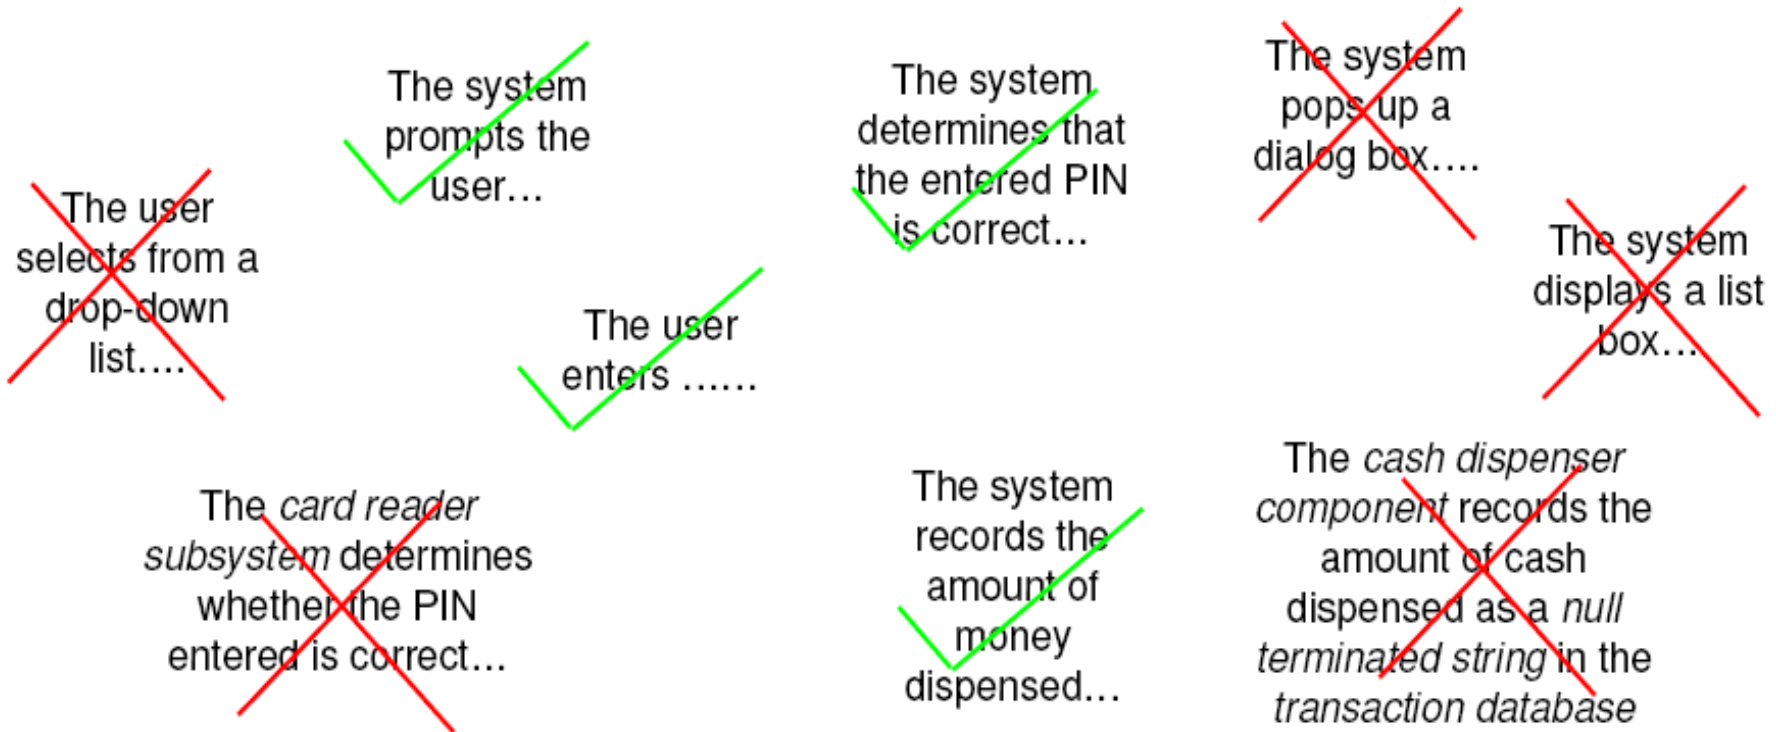 The system
prompts the
user...
The system
determines that
the entered PIN
is correct...
The system
pops up a
dialog box....
The user
selects from a
drop-down
list....
The user
enters ......
The system
displays a list
box...
The card reader
subsystem determines
whether the PIN
entered is correct...
The system
records the
amount of
money
dispensed...
The cash dispenser
component records the
amount of cash
dispensed as a null
terminated string in the
transaction database